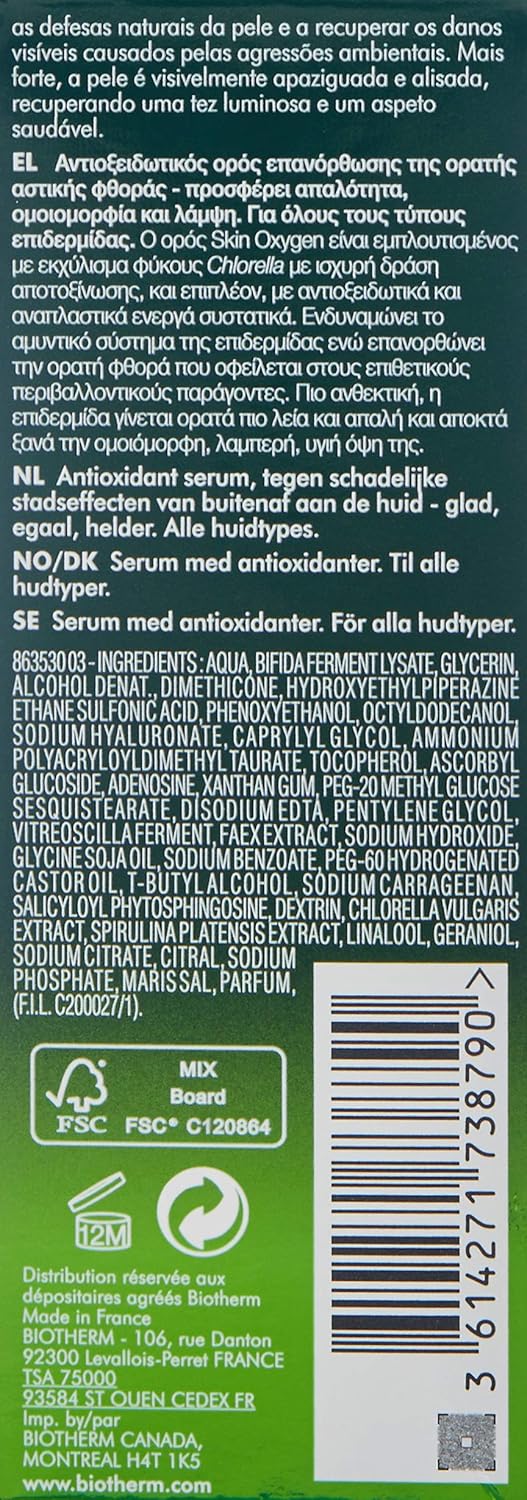 as defesas naturais da pele e a recuperar os danos
visíveis causados pelas agressões ambientais. Mais
forte, a pele é visivelmente apaziguada e alisada,
recuperando uma tez luminosa e um aspeto
saudável.
EL Αντιοξειδωτικός ορός επανόρθωσης της ορατής
αστικής φθοράς - προσφέρει απαλότητα,
ομοιομορφία και λάμψη. Για όλους τους τύπους
επιδερμίδας. Ο ορός Skin Oxygen είναι εμπλουτισμένος
με εκχύλισμα φύκους Chlorella με ισχυρή δράση
αποτοξίνωσης, και επιπλέον, με αντιοξειδωτικά και
αναπλαστικά ενεργά συστατικά. Ενδυναμώνει το
αμυντικό σύστημα της επιδερμίδας ενώ επανορθώνει
την ορατή φθορά που οφείλεται στους επιθετικούς
περιβαλλοντικούς παράγοντες. Πιο ανθεκτική, η
επιδερμίδα γίνεται ορατά πιο λεία και απαλή και αποκτά
ξανά την ομοιόμορφη, λαμπερή, υγιή όψη της.
NL Antioxidant serum, tegen schadelijke
stadseffecten van buitenaf aan de huid - glad,
egaal, helder. Alle huidtypes.
NO/DK Serum med antioxidanter. Til alle
hudtyper.
SE Serum med antioxidanter. För alla hudtyper.
863530 03 - INGREDIENTS : AQUA, BIFIDA FERMENT LYSATE, GLYCERIN,
ALCOHOL DENAT., DIMETHICONE, HYDROXYETHYLPIPERAZINE
ETHANE SULFONIC ACID, PHENOXYETHANOL, OCTYLDODECANOL,
SODIUM HYALURONATE, CAPRYLYL GLYCOL, AMMONIUM
POLYACRYLOYLDIMETHYL TAURATE, TOCOPHEROL, ASCORBYL
GLUCOSIDE, ADENOSINE, XANTHAN GUM, PEG-20 METHYL GLUCOSE
SESQUISTEARATE, DISODIUM EDTA, PENTYLENE GLYCOL,
VITREOSCILLA FERMENT, FAEX EXTRACT, SODIUM HYDROXIDE,
GLYCINE SOJA OIL, SODIUM BENZOATE, PEG-60 HYDROGENATED
CASTOR OIL, T-BUTYL ALCOHOL, SODIUM CARRAGEENAN,
SALICYLOYL PHYTOSPHINGOSINE, DEXTRIN, CHLORELLA VULGARIS
EXTRACT, SPIRULINA PLATENSIS EXTRACT, LINALOOL, GERANIOL,
SODIUM CITRATE, CITRAL, SODIUM
PHOSPHATE, MARIS SAL, PARFUM,
(F.I.L. C200027/1).
MIX
Board
FSC FSC® C120864
12M
Distribution réservée aux
dépositaires agréés Biotherm
Made in France
BIOTHERM - 106, rue Danton
92300 Levallois-Perret FRANCE
TSA 75000
93584 ST OUEN CEDEX FR
Imp. by/par
BIOTHERM CANADA,
MONTREAL H4T 1K5
www.biotherm.com
3 614271 738790 >